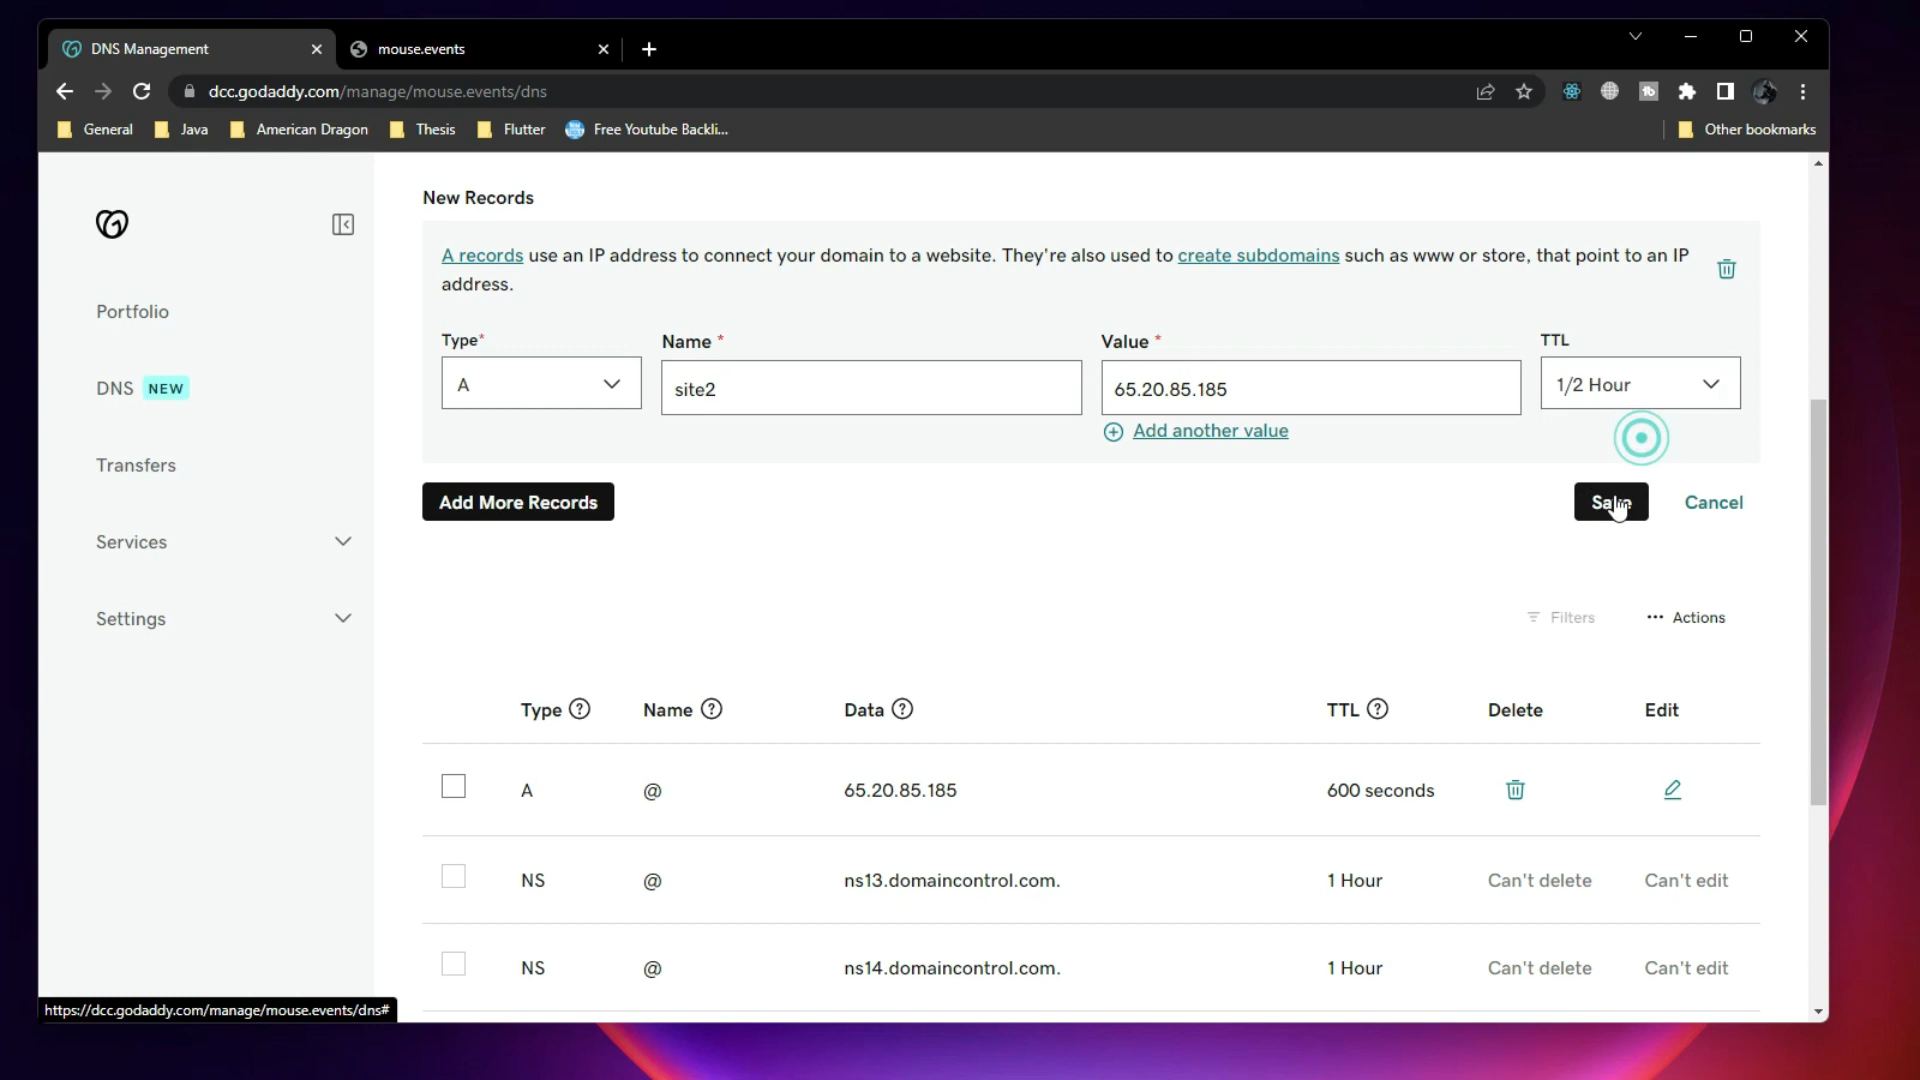 DNS Management
mouse.events
dcc.godaddy.com/manage/mouse.events/dns
General
Java
American Dragon
Thesis
Flutter
Free Youtube Backli...
Other bookmarks
New Records
A records use an IP address to connect your domain to a website. They're also used to create subdomains such as www or store, that point to an IP
address.
Portfolio
DNS NEW
Transfers
Services
Settings
Type*
Name *
Value *
TTL
A
site2
65.20.85.185
1/2 Hour
Add another value
Add More Records
Save
Cancel
Filters
Actions
Type
Name
Data
TTL
Delete
Edit
A @ 65.20.85.185 600 seconds
NS @ ns13.domaincontrol.com. 1 Hour Can't delete Can't edit
NS @ ns14.domaincontrol.com. 1 Hour Can't delete Can't edit
https://dcc.godaddy.com/manage/mouse.events/dns#